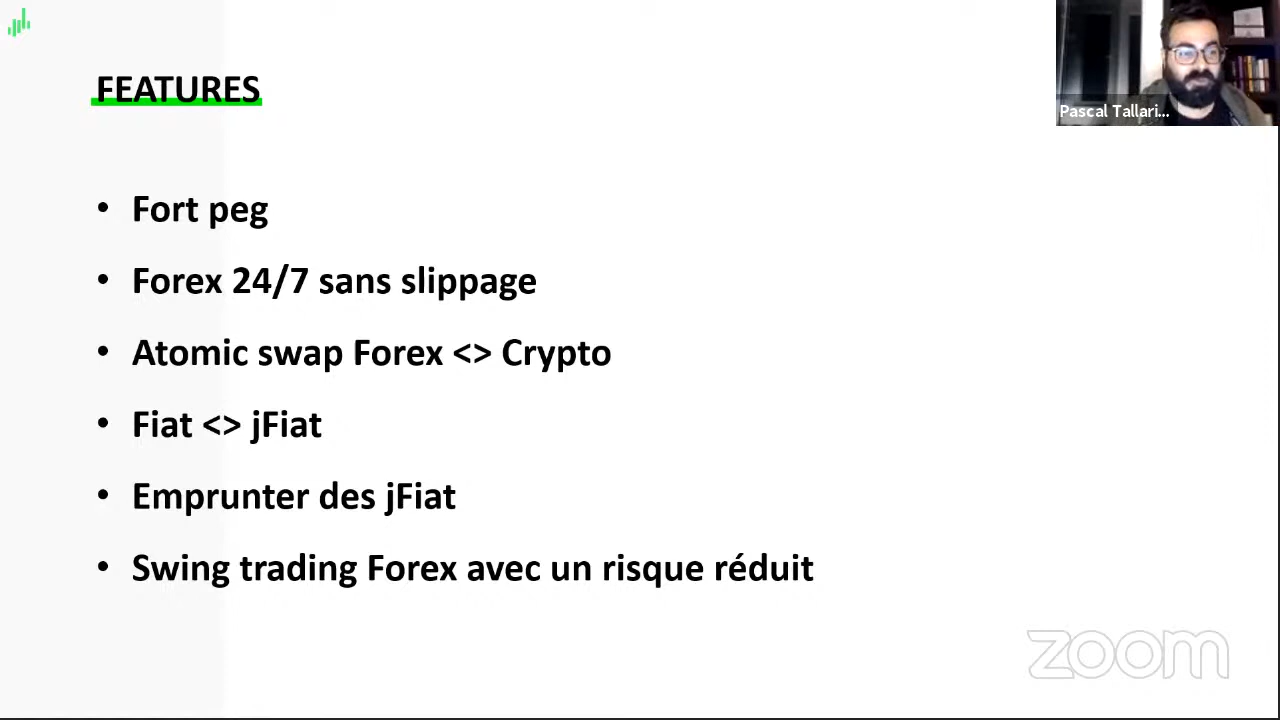 FEATURES
Pascal Tallari...
• Fort peg
• Forex 24/7 sans slippage
• Atomic swap Forex <> Crypto
• Fiat <> jFiat
• Emprunter des jFiat
• Swing trading Forex avec un risque réduit
zoom